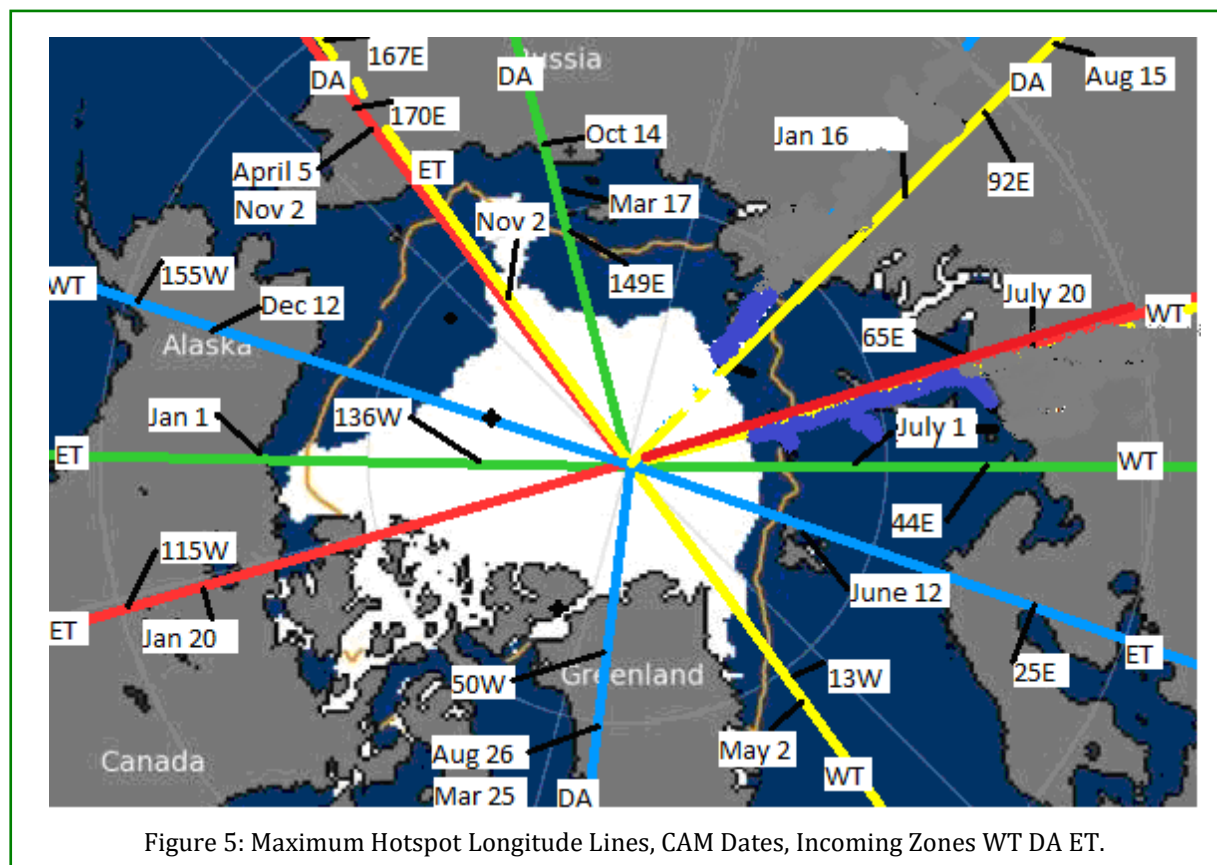 167E
Russia
DA
DA
DA
Aug 15
170E
Oct 14
Jan 16
April 5
Nov 2
ET
92E
Mar 17
Nov 2
149E
155W
WT
Dec 12
July 20
WT
65E
Alaska
Jan 1
136W
July 1
ET
WT
44E
115W
June 12
ET
Jan 20
50W
Greenland
13W
25E
ET
Aug 26
May 2
Canada
WT
Mar 25
DA
Figure 5: Maximum Hotspot Longitude Lines, CAM Dates, Incoming Zones WT DA ET.